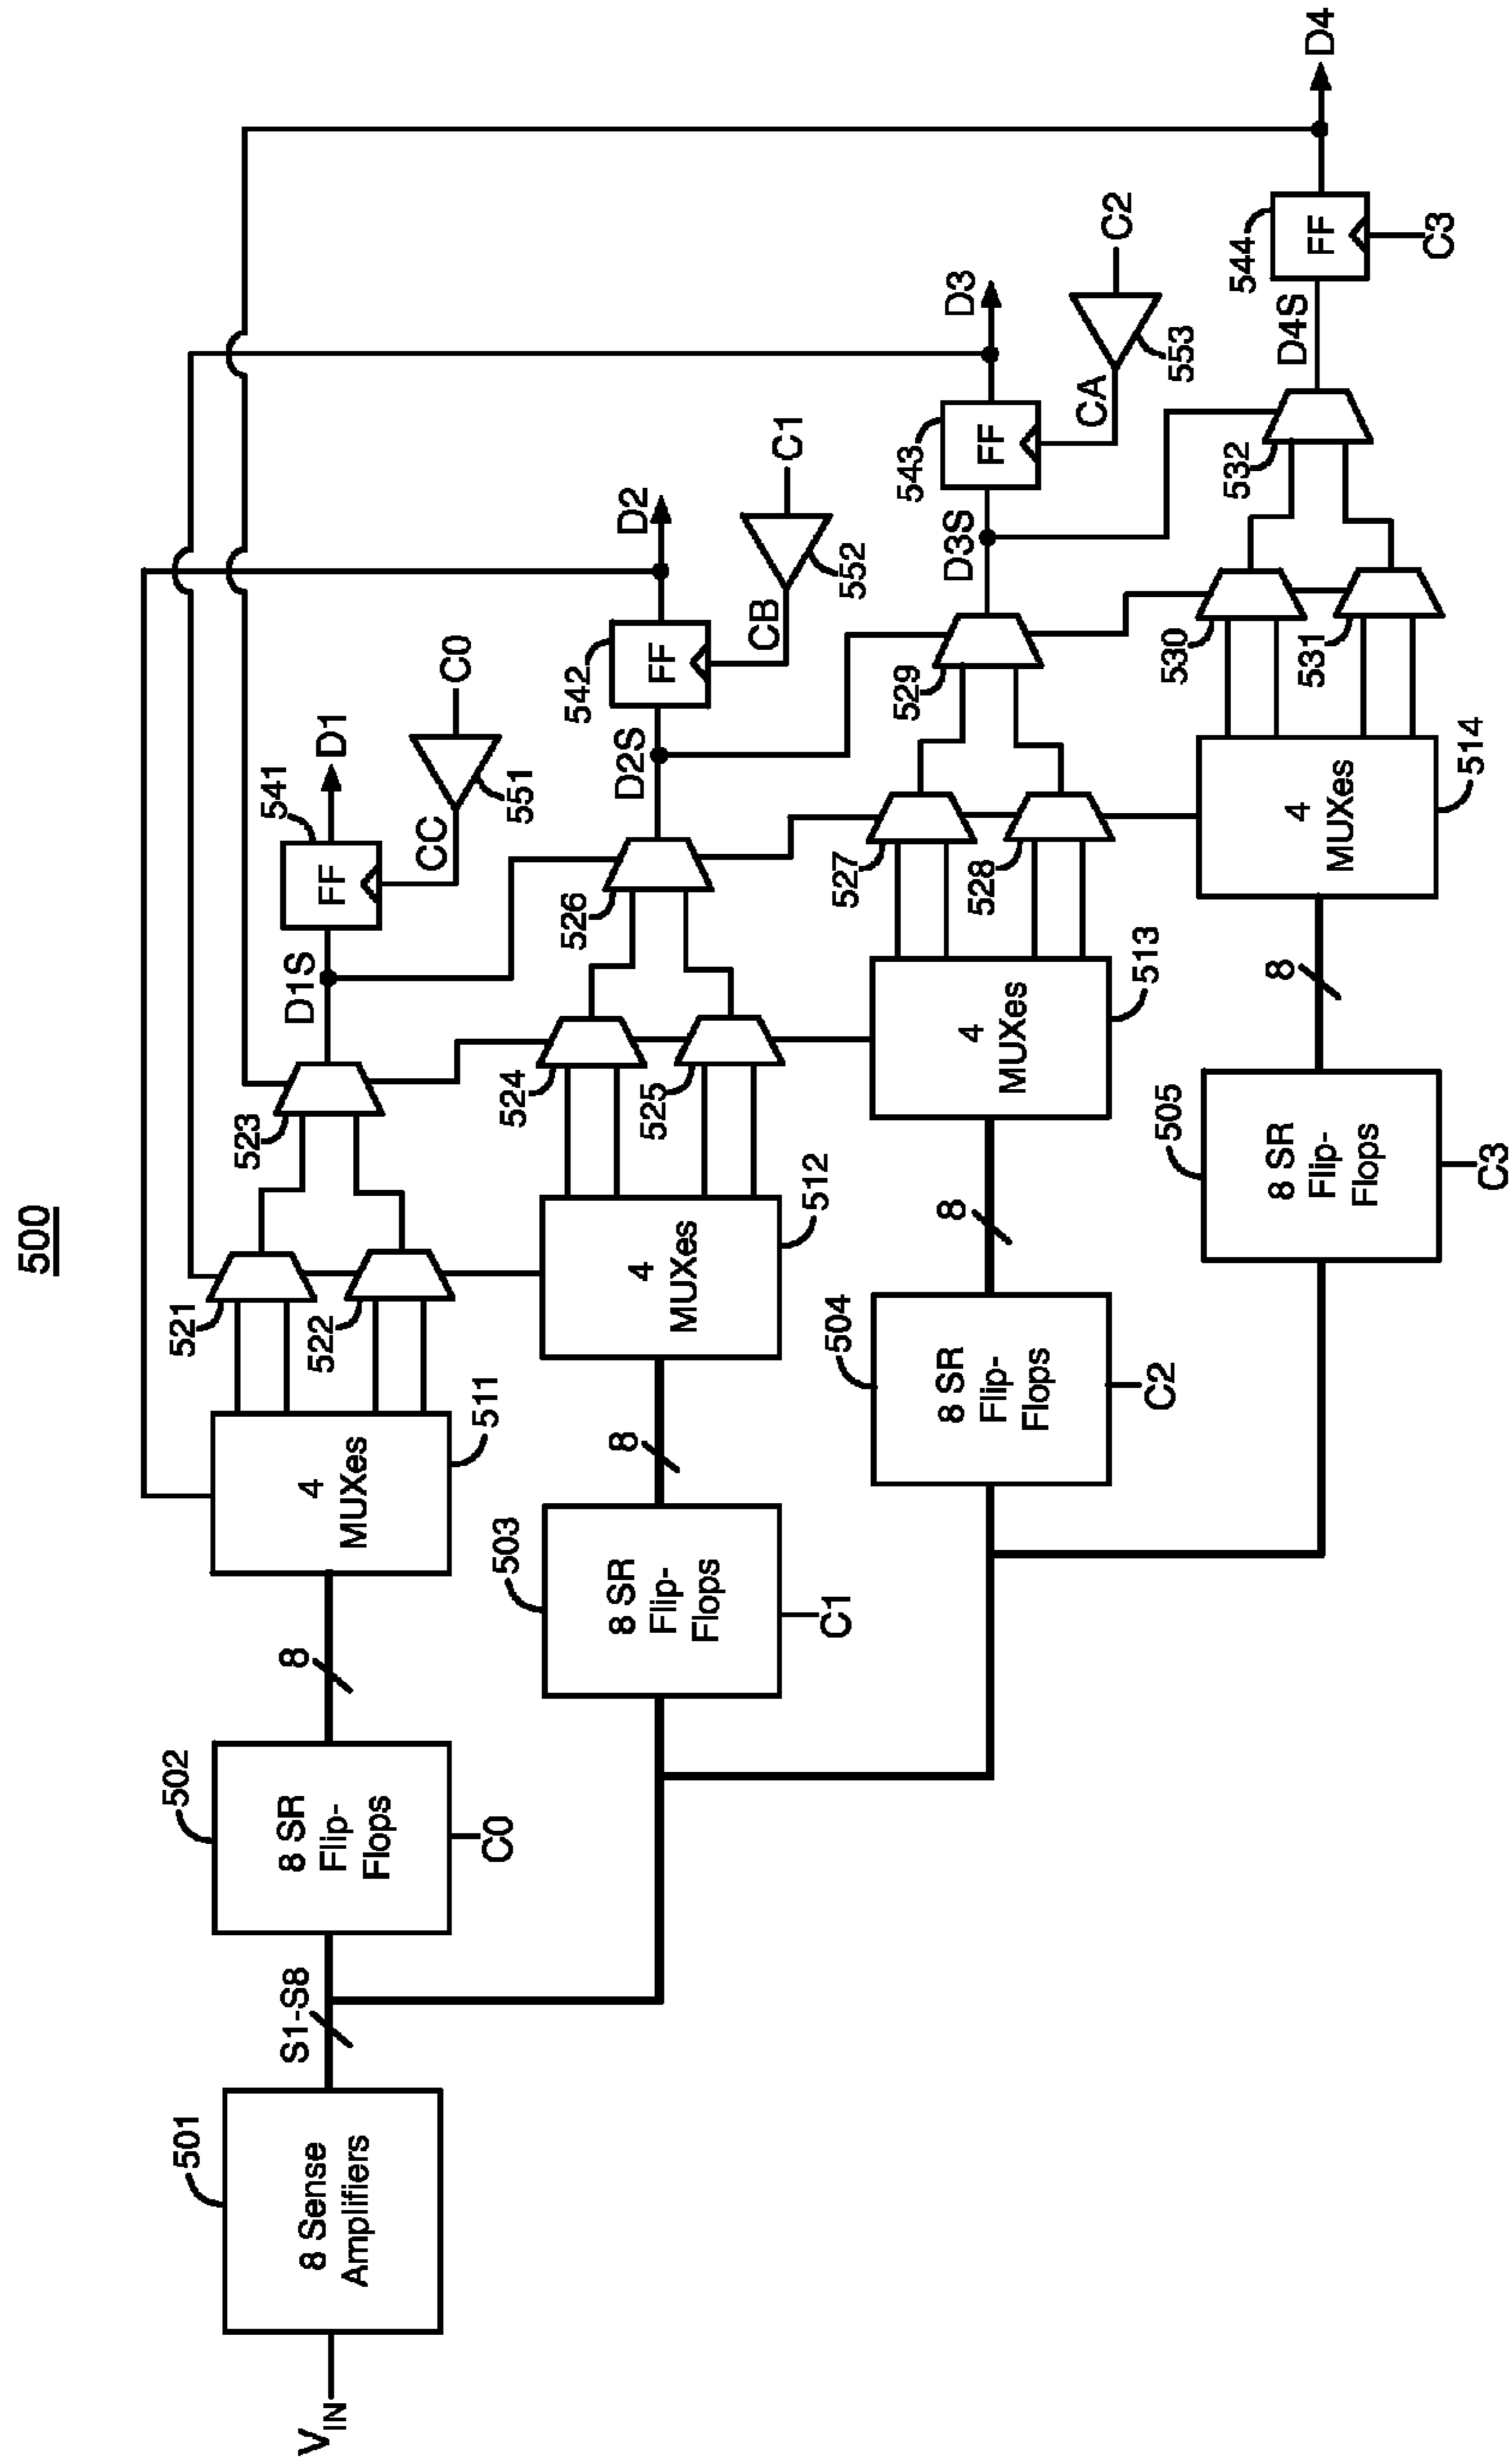 500
V_IN
8 Sense
Amplifiers
501
S1-S8
8 SR
Flip-
Flops
502
C0
8
4
MUXes
511
521
522
523
D1S
FF
541
D1
CC
C0
551
8 SR
Flip-
Flops
503
C1
8
4
MUXes
512
524
525
526
D2S
FF
542
D2
CB
C1
552
8 SR
Flip-
Flops
504
C2
8
4
MUXes
513
527
528
529
D3S
FF
543
D3
CA
C2
553
8 SR
Flip-
Flops
505
C3
8
4
MUXes
514
530
531
532
D4S
FF
544
C3
D4